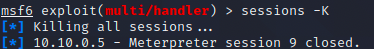 msf6 exploit(multi/handler) > sessions -K
[*] Killing all sessions...
[*] 10.10.0.5 - Meterpreter session 9 closed.